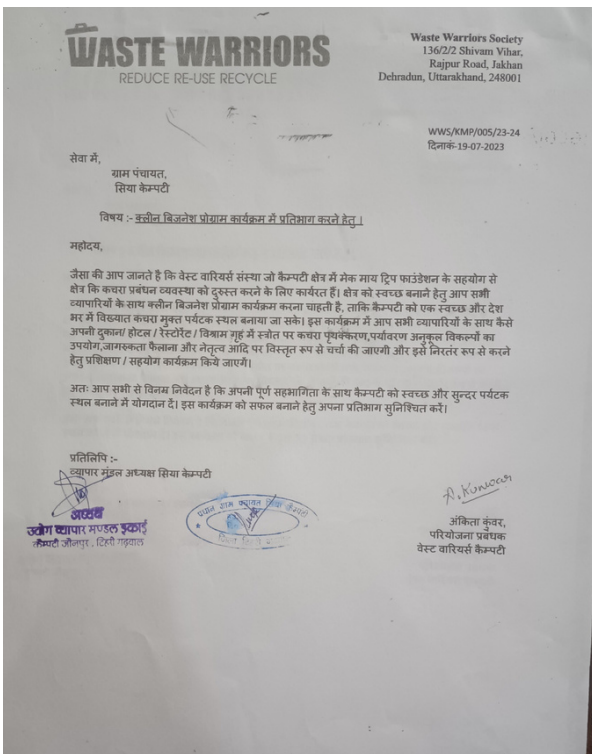 WASTE WARRIORS
REDUCE RE-USE RECYCLE
Waste Warriors Society
136/2/2 Shivam Vihar,
Rajpur Road, Jakhan
Dehradun, Uttarakhand, 248001
WWS/KMP/005/23-24
दिनाकं-19-07-2023
सेवा में,
ग्राम पंचायत,
सिया केम्पटी
विषय :- क्लीन बिजनेश प्रोग्राम कार्यक्रम में प्रतिभाग करने हेतु ।
महोदय,
जैसा की आप जानते है कि वेस्ट वारियर्स संस्था जो कैम्पटी क्षेत्र में मेक माय ट्रिप फाउंडेशन के सहयोग से
क्षेत्र कि कचरा प्रबंधन व्यवस्था को दुरुस्त करने के लिए कार्यरत हैं। क्षेत्र को स्वच्छ बनाने हेतु आप सभी
व्यापारियों के साथ क्लीन बिजनेश प्रोग्राम कार्यक्रम करना चाहती है, ताकि कैम्पटी को एक स्वच्छ और देश
भर में विख्यात कचरा मुक्त पर्यटक स्थल बनाया जा सके। इस कार्यक्रम में आप सभी व्यापारियों के साथ कैसे
अपनी दुकान/ होटल / रेस्टोरेंट / विश्राम गृह में स्त्रोत पर कचरा पृथक्करण,पर्यावरण अनुकूल विकल्पों का
उपयोग,जागरुकता फैलाना और नेतृत्व आदि पर विस्तृत रूप से चर्चा की जाएगी और इसे निरतंर रूप से करने
हेतु प्रशिक्षण / सहयोग कार्यक्रम किये जाएगें।
अतः आप सभी से विनम्र निवेदन है कि अपनी पूर्ण सहभागिता के साथ कैम्पटी को स्वच्छ और सुन्दर पर्यटक
स्थल बनाने में योगदान दें। इस कार्यक्रम को सफल बनाने हेतु अपना प्रतिभाग सुनिश्चित करें।
प्रतिलिपि :-
व्यापार मंडल अध्यक्ष सिया केम्पटी
अध्यक्ष
उद्योग व्यापार मण्डल इकाई
कैम्पटी जौनपुर, टिहरी गढ़वाल
प्रधान ग्राम पंचायत सिया कैम्पटी
A. Kunwar
अंकिता कुंवर,
परियोजना प्रबंधक
वेस्ट वारियर्स कैम्पटी